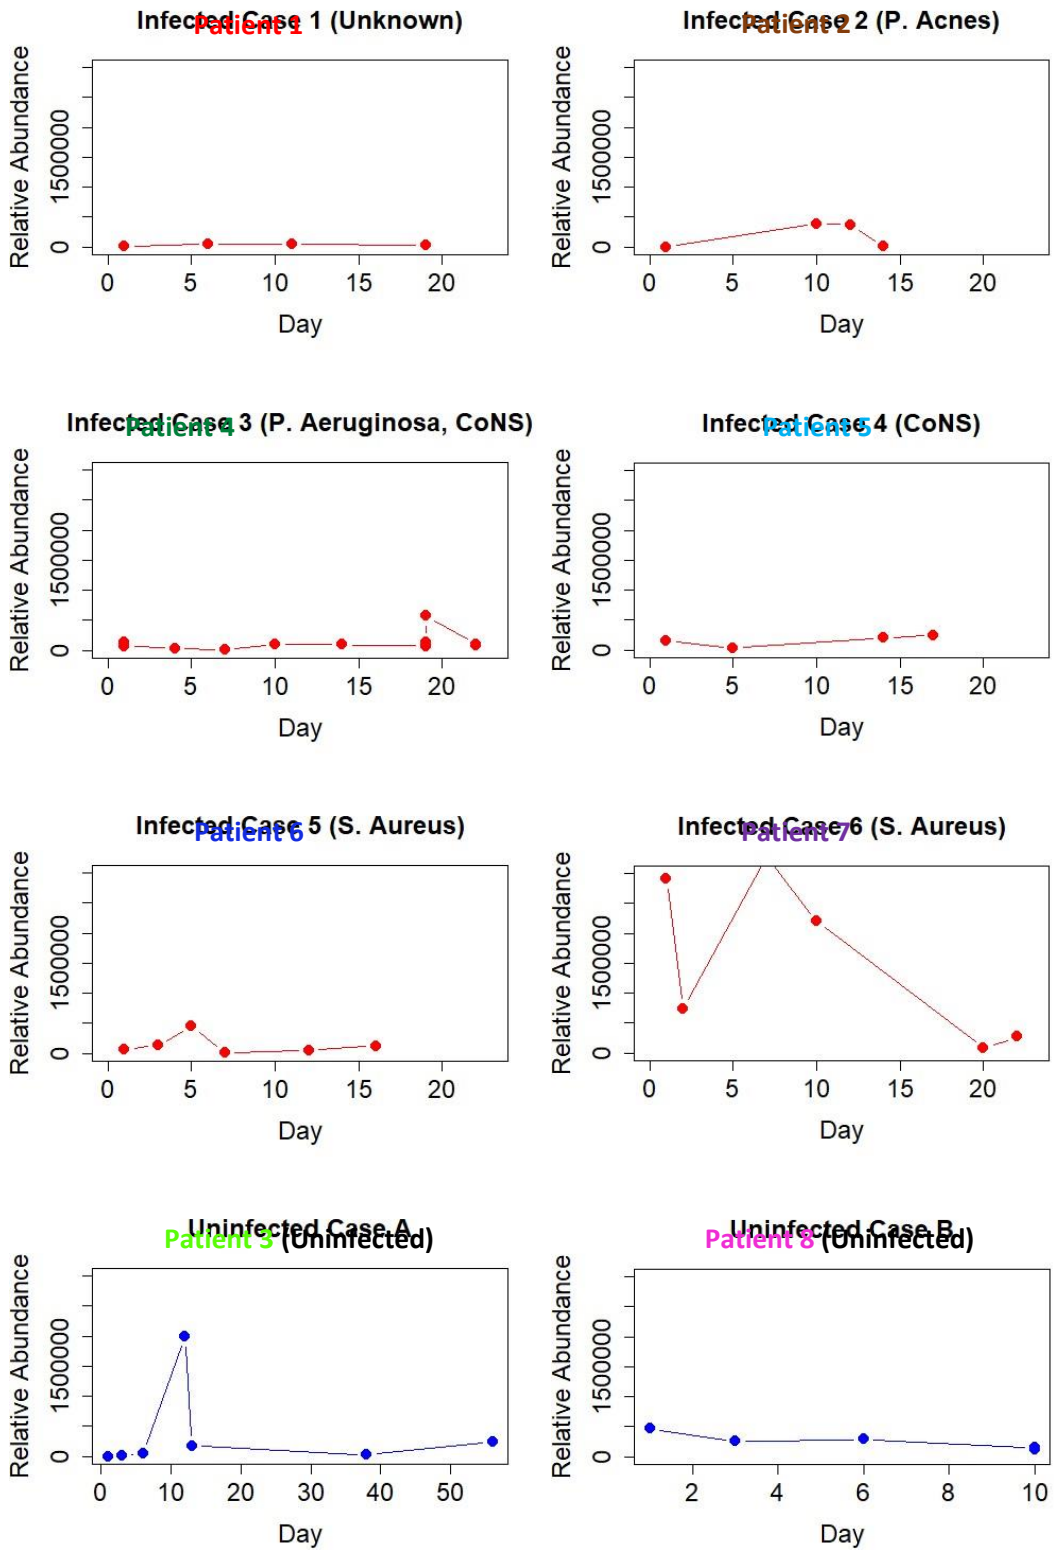 Infected Case 1 (Unknown)
Patient 1
Relative Abundance
1500000
0
0 5 10 15 20
Day
Infected Case 2 (P. Acnes)
Patient 2
Relative Abundance
1500000
0
0 5 10 15 20
Day
Infected Case 3 (P. Aeruginosa, CoNS)
Patient 4
Relative Abundance
1500000
0
0 5 10 15 20
Day
Infected Case 4 (CoNS)
Patient 5
Relative Abundance
1500000
0
0 5 10 15 20
Day
Infected Case 5 (S. Aureus)
Patient 6
Relative Abundance
1500000
0
0 5 10 15 20
Day
Infected Case 6 (S. Aureus)
Patient 7
Relative Abundance
1500000
0
0 5 10 15 20
Day
Uninfected Case A
Patient 3 (Uninfected)
Relative Abundance
1500000
0
0 10 20 30 40 50
Day
Uninfected Case B
Patient 8 (Uninfected)
Relative Abundance
1500000
0
2 4 6 8 10
Day